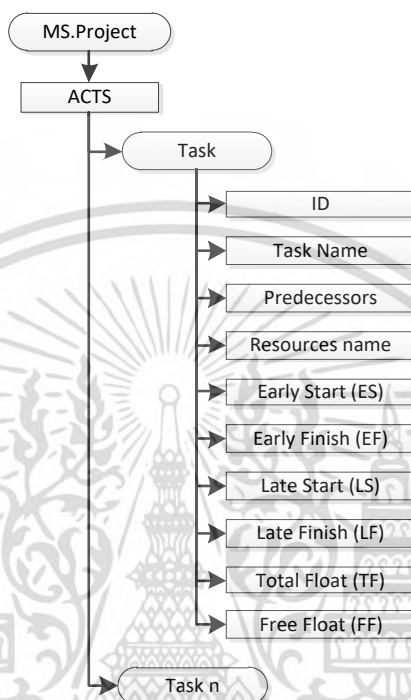 MS.Project
ACTS
Task
ID
Task Name
Predecessors
Resources name
Early Start (ES)
Early Finish (EF)
Late Start (LS)
Late Finish (LF)
Total Float (TF)
Free Float (FF)
Task n